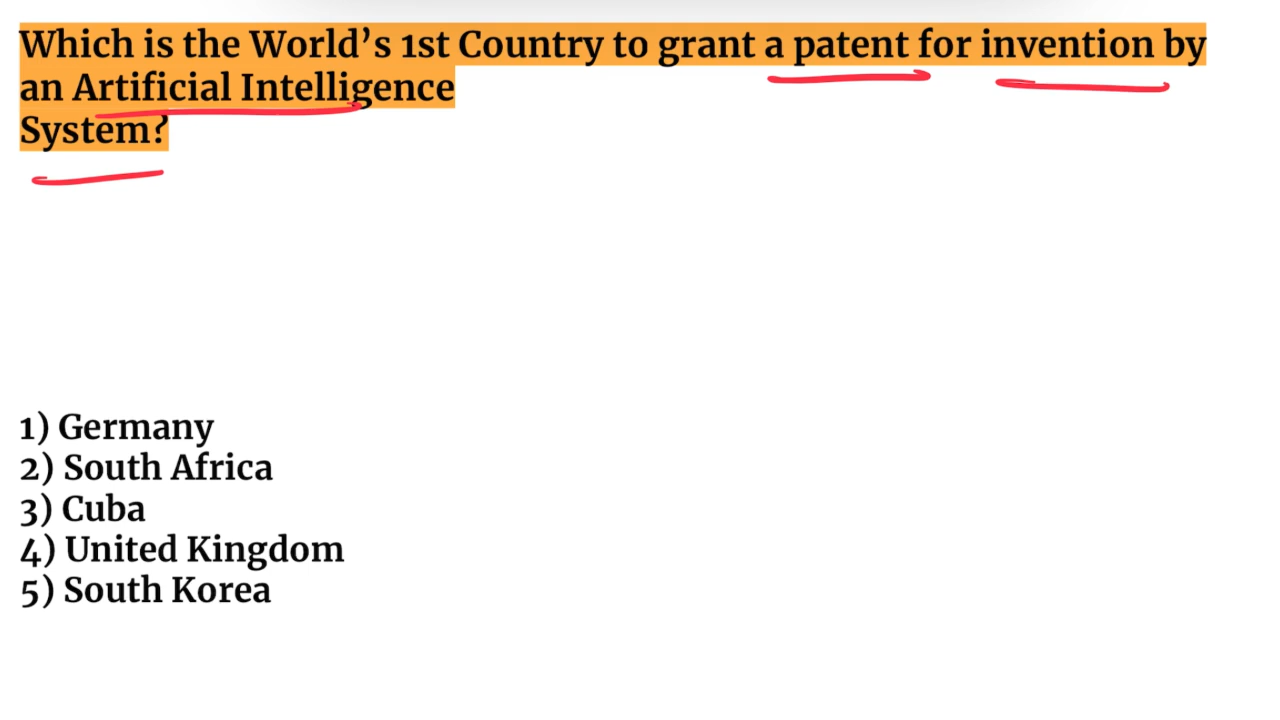 Which is the World’s 1st Country to grant a patent for invention by
an Artificial Intelligence
System?
1) Germany
2) South Africa
3) Cuba
4) United Kingdom
5) South Korea